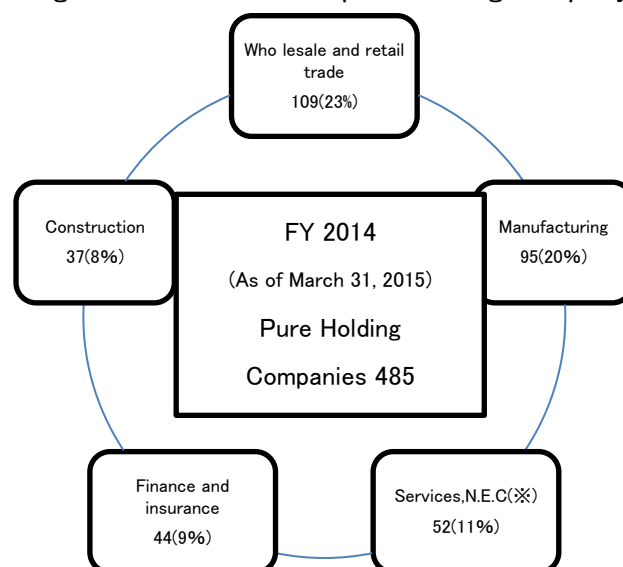 Who lesale and retail
trade
109(23%)
Construction
37(8%)
FY 2014
(As of March 31, 2015)
Pure Holding
Companies 485
Manufacturing
95(20%)
Finance and
insurance
44(9%)
Services,N.E.C(※)
52(11%)